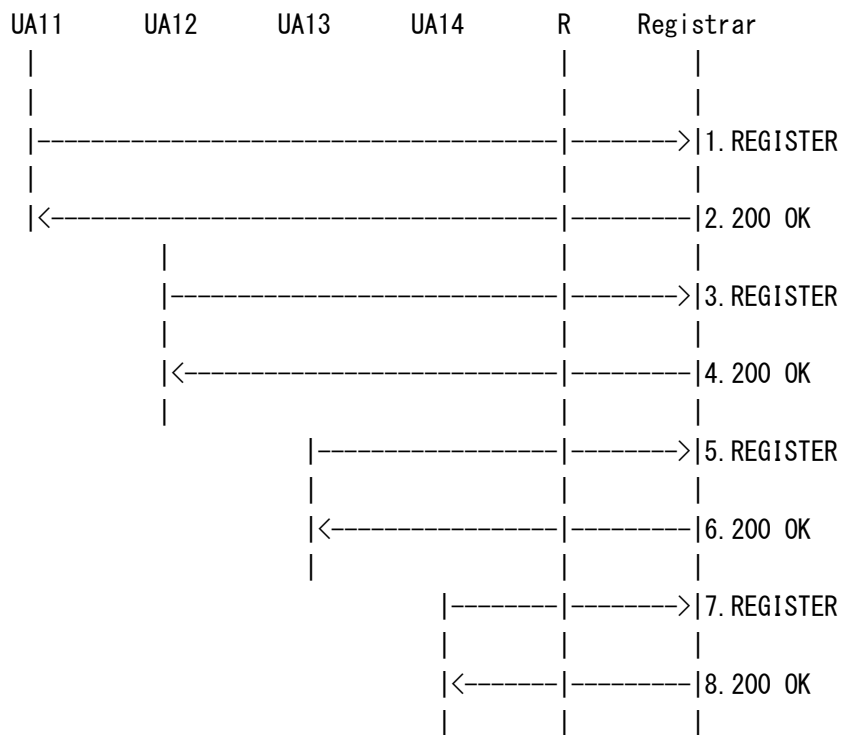 UA11 UA12 UA13 UA14 R Registrar
1.REGISTER
2.200 OK
3.REGISTER
4.200 OK
5.REGISTER
6.200 OK
7.REGISTER
8.200 OK